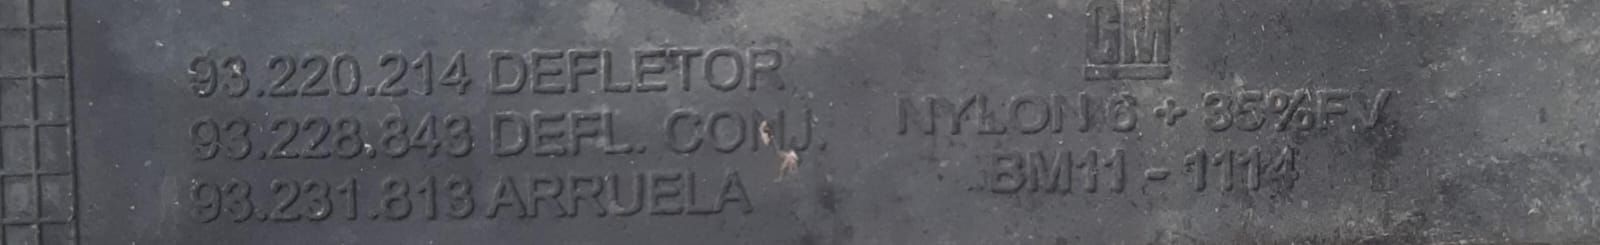 93.220.214 DEFLETOR
93.228.843 DEFL. CONJ.
93.231.813 ARRUELA
GM
NYLON 6 + 35% FV
BM11 - 1114